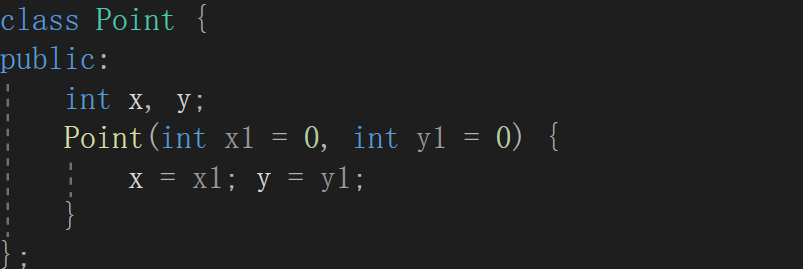 class Point {
public:
    int x, y;
    Point(int x1 = 0, int y1 = 0) {
        x = x1; y = y1;
    }
};